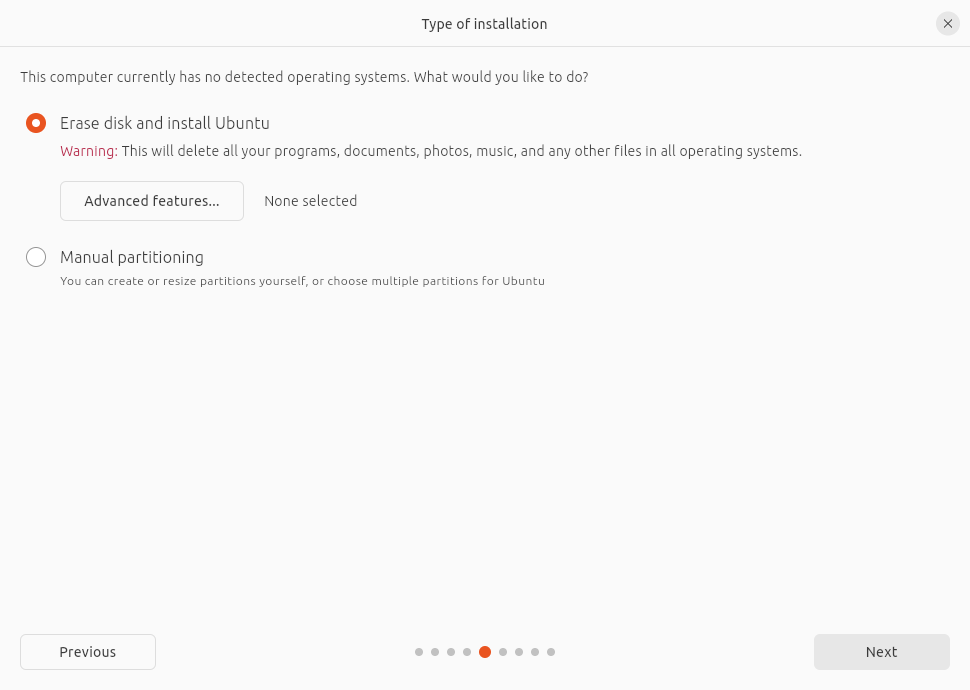 Type of installation
This computer currently has no detected operating systems. What would you like to do?
Erase disk and install Ubuntu
Warning: This will delete all your programs, documents, photos, music, and any other files in all operating systems.
Advanced features... None selected
Manual partitioning
You can create or resize partitions yourself, or choose multiple partitions for Ubuntu
Previous Next